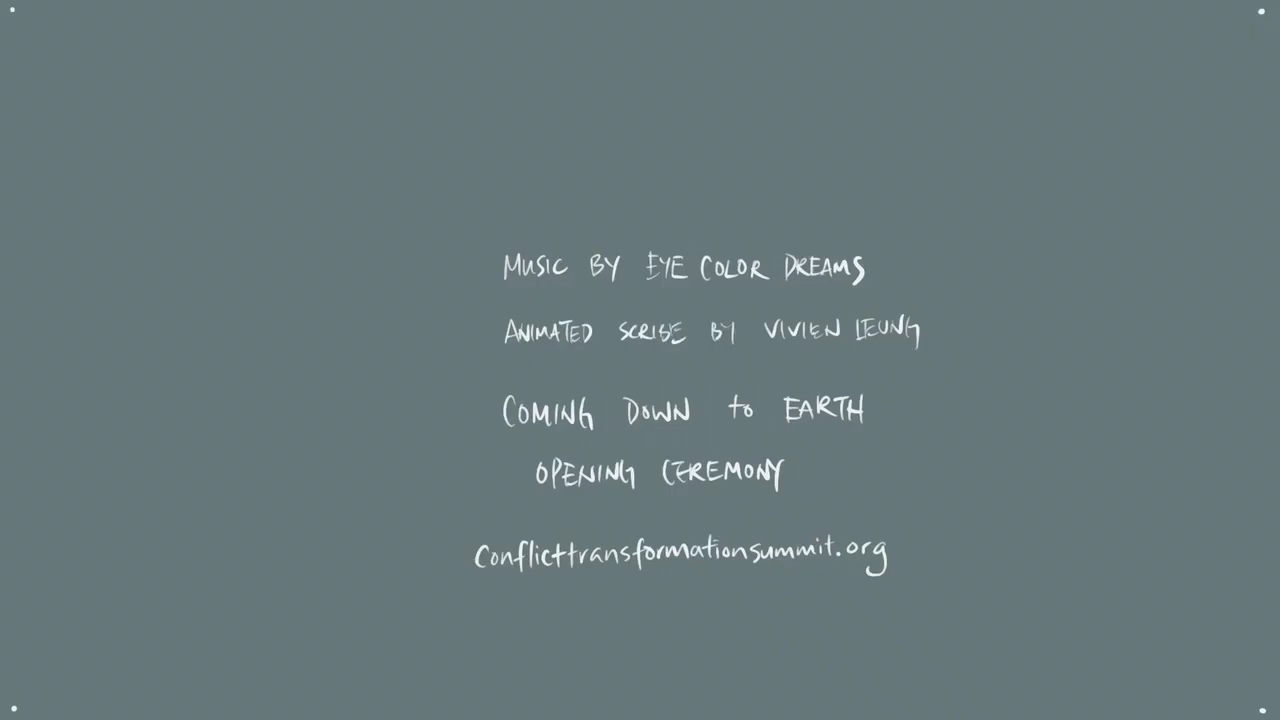 MUSIC BY EYE COLOR DREAMS
ANIMATED SCRIBE BY VIVIEN LEUNG
COMING DOWN to EARTH
OPENING CEREMONY
conflicttransformationsummit.org